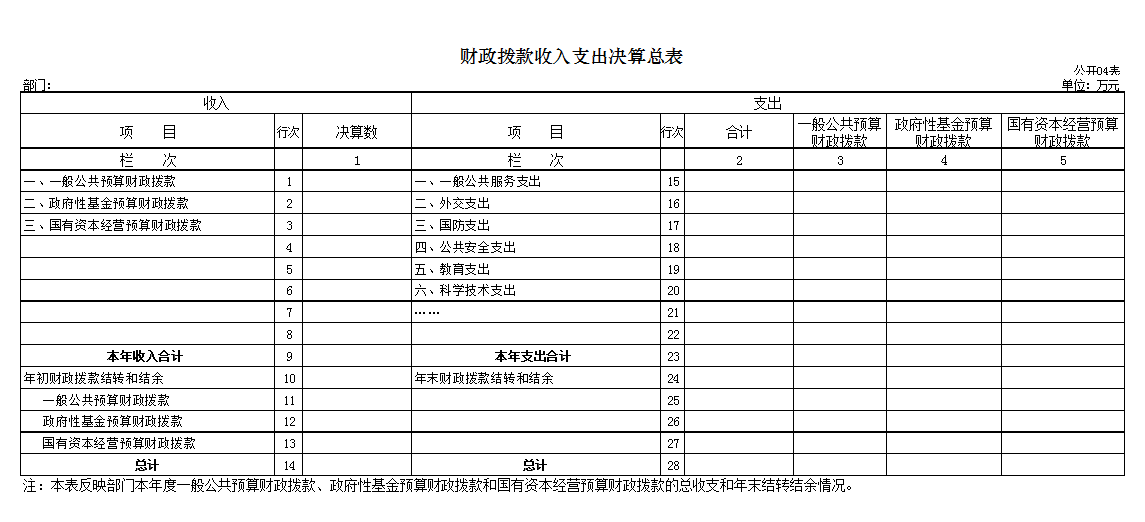 财政拨款收入支出决算总表
公开04表
部门： 单位：万元
收入 支出
项 目 行次 决算数 项 目 行次 合计 一般公共预算财政拨款 政府性基金预算财政拨款 国有资本经营预算财政拨款
栏 次 1 栏 次 2 3 4 5
一、一般公共预算财政拨款 1 一、一般公共服务支出 15
二、政府性基金预算财政拨款 2 二、外交支出 16
三、国有资本经营预算财政拨款 3 三、国防支出 17
4 四、公共安全支出 18
5 五、教育支出 19
6 六、科学技术支出 20
7 …… 21
8 22
本年收入合计 9 本年支出合计 23
年初财政拨款结转和结余 10 年末财政拨款结转和结余 24
一般公共预算财政拨款 11 25
政府性基金预算财政拨款 12 26
国有资本经营预算财政拨款 13 27
总计 14 总计 28
注：本表反映部门本年度一般公共预算财政拨款、政府性基金预算财政拨款和国有资本经营预算财政拨款的总收支和年末结转结余情况。